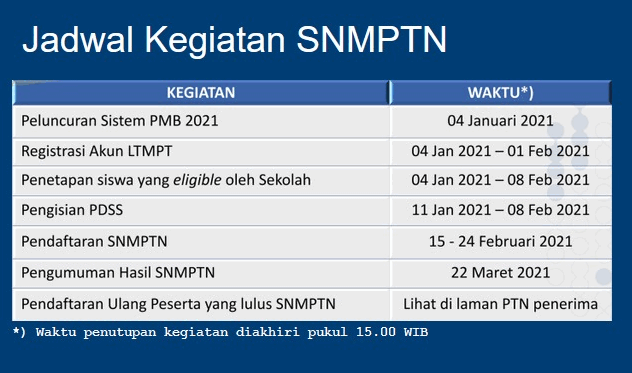 Jadwal Kegiatan SNMPTN
KEGIATAN WAKTU*)
Peluncuran Sistem PMB 2021 04 Januari 2021
Registrasi Akun LTMPT 04 Jan 2021 – 01 Feb 2021
Penetapan siswa yang eligible oleh Sekolah 04 Jan 2021 – 08 Feb 2021
Pengisian PDSS 11 Jan 2021 – 08 Feb 2021
Pendaftaran SNMPTN 15 - 24 Februari 2021
Pengumuman Hasil SNMPTN 22 Maret 2021
Pendaftaran Ulang Peserta yang lulus SNMPTN Lihat di laman PTN penerima
*) Waktu penutupan kegiatan diakhiri pukul 15.00 WIB